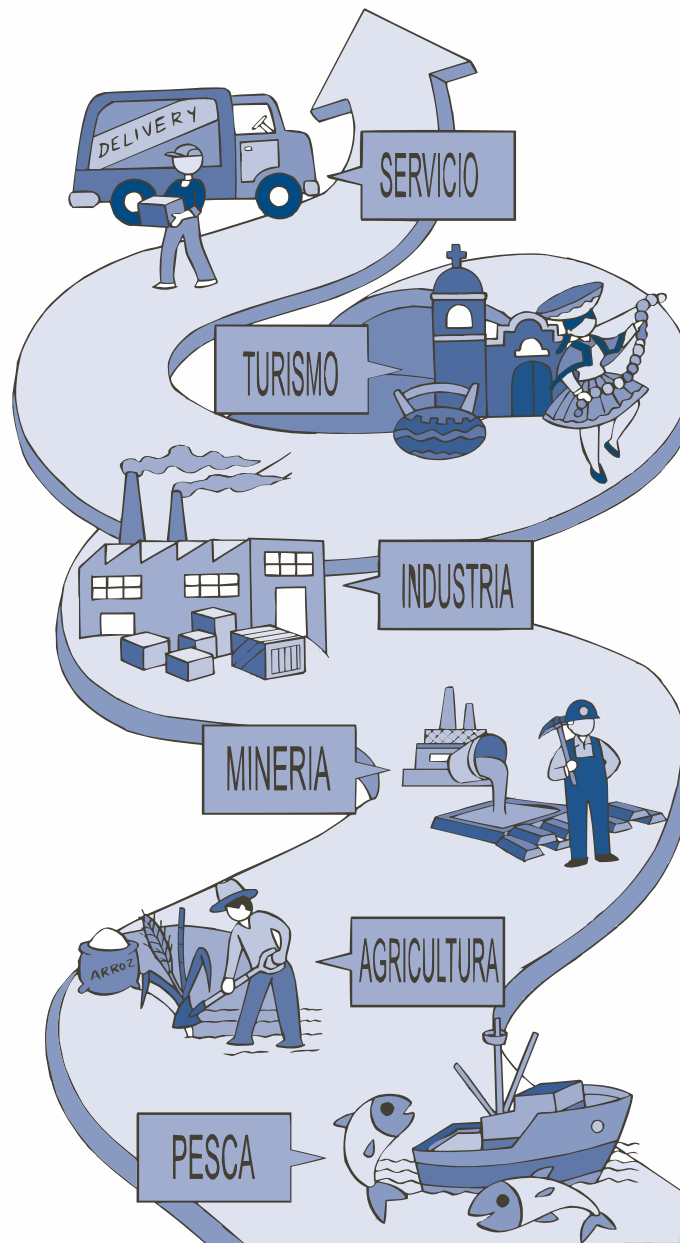 DELIVERY
SERVICIO
TURISMO
INDUSTRIA
MINERIA
AGRICULTURA
ARROZ
PESCA